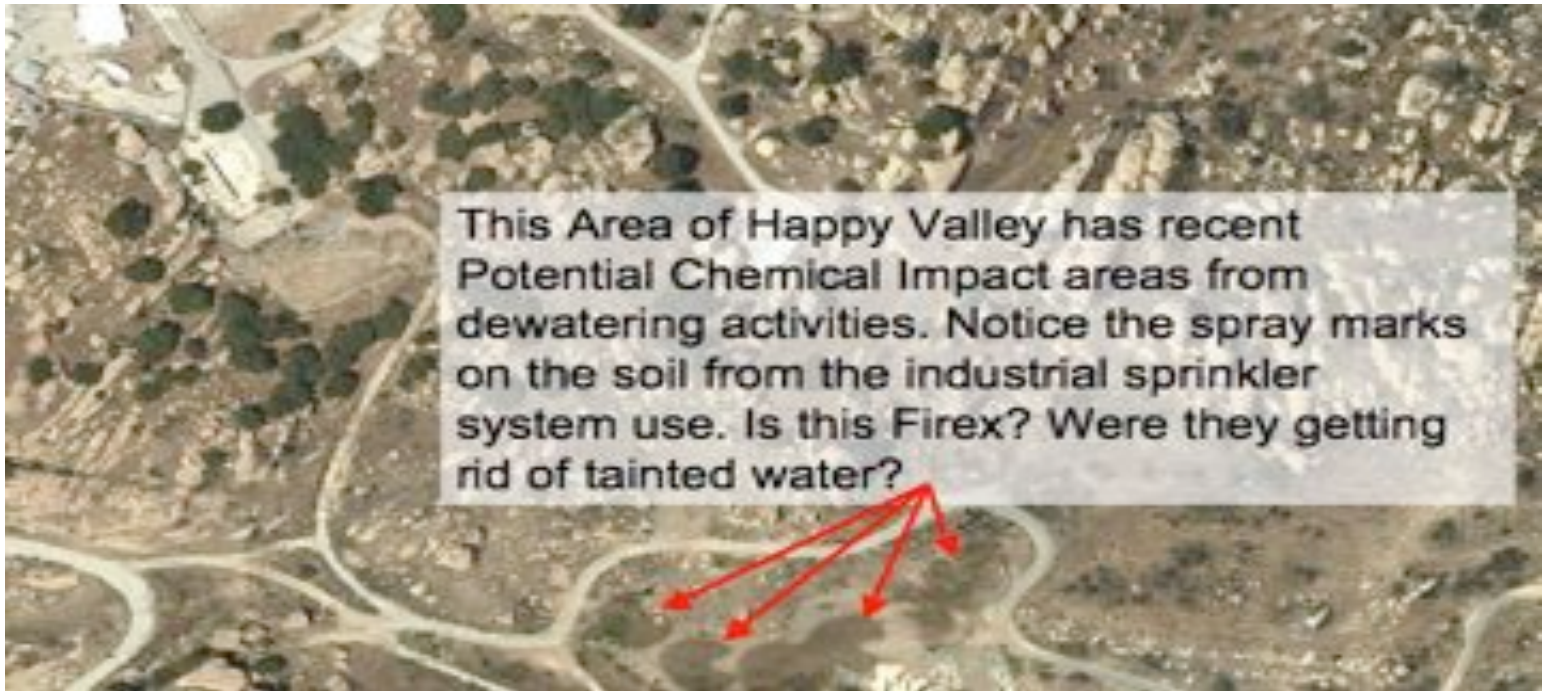 This Area of Happy Valley has recent
Potential Chemical Impact areas from
dewatering activities. Notice the spray marks
on the soil from the industrial sprinkler
system use. Is this Firex? Were they getting
rid of tainted water?